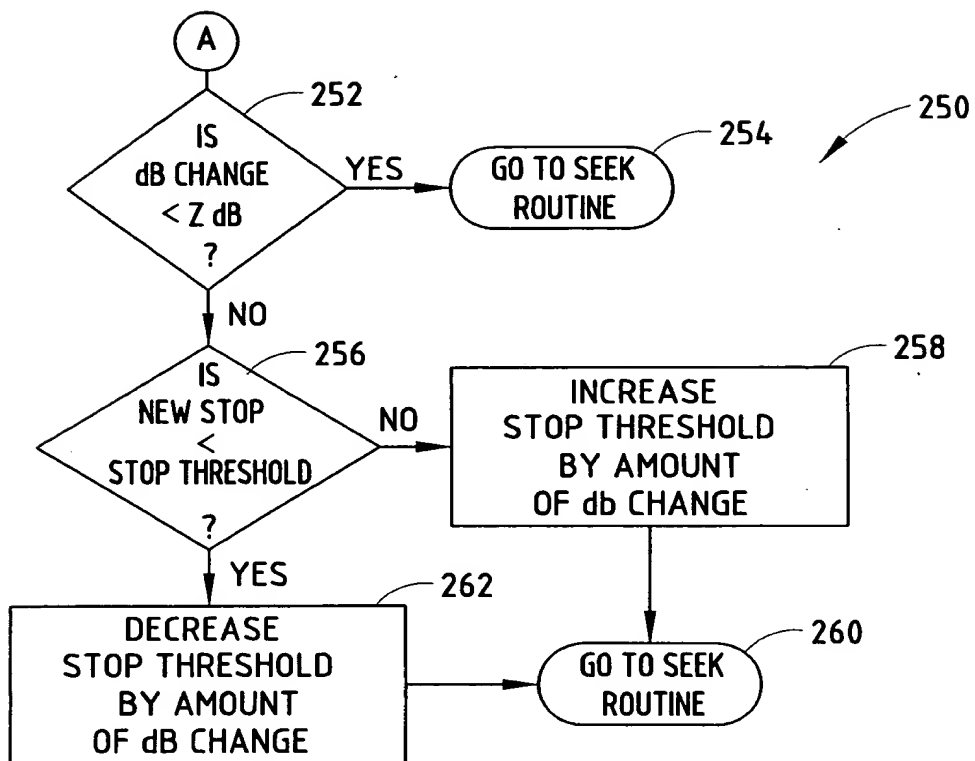 A
252
IS
dB CHANGE
< Z dB
?
YES
254
GO TO SEEK
ROUTINE
250
NO
256
IS
NEW STOP
<
STOP THRESHOLD
?
NO
258
INCREASE
STOP THRESHOLD
BY AMOUNT
OF db CHANGE
YES
262
DECREASE
STOP THRESHOLD
BY AMOUNT
OF dB CHANGE
260
GO TO SEEK
ROUTINE